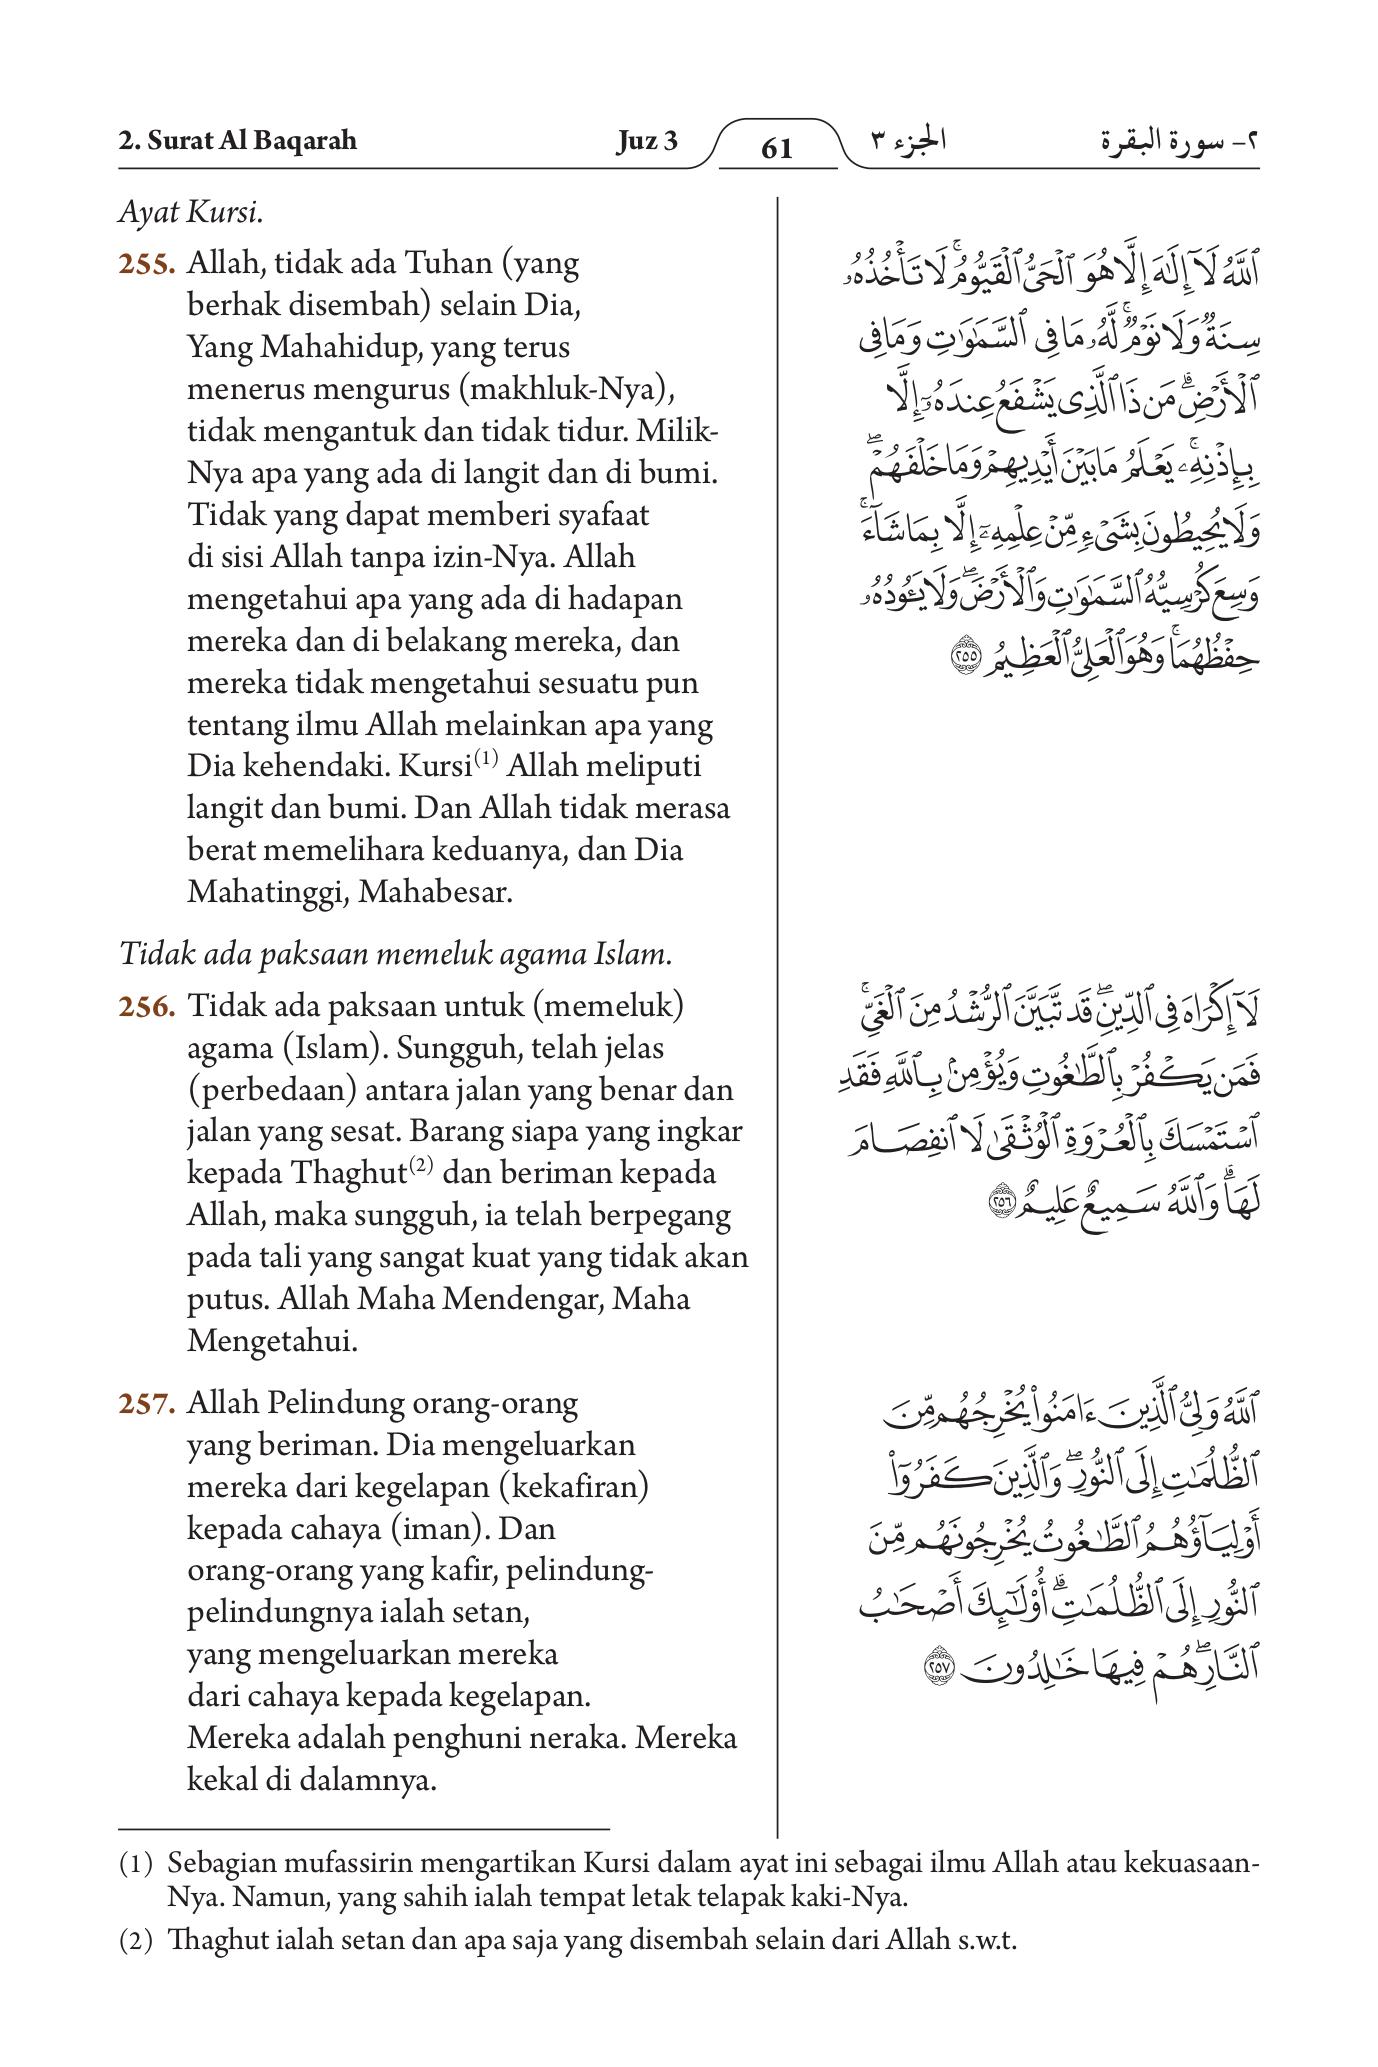 2. Surat Al Baqarah
Juz 3
61
الجزء ٣
٢- سورة البقرة
Ayat Kursi.
255. Allah, tidak ada Tuhan (yang
berhak disembah) selain Dia,
Yang Mahahidup, yang terus
menerus mengurus (makhluk-Nya),
tidak mengantuk dan tidak tidur. Milik-
Nya apa yang ada di langit dan di bumi.
Tidak yang dapat memberi syafaat
di sisi Allah tanpa izin-Nya. Allah
mengetahui apa yang ada di hadapan
mereka dan di belakang mereka, dan
mereka tidak mengetahui sesuatu pun
tentang ilmu Allah melainkan apa yang
Dia kehendaki. Kursi(1) Allah meliputi
langit dan bumi. Dan Allah tidak merasa
berat memelihara keduanya, dan Dia
Mahatinggi, Mahabesar.
Tidak ada paksaan memeluk agama Islam.
256. Tidak ada paksaan untuk (memeluk)
agama (Islam). Sungguh, telah jelas
(perbedaan) antara jalan yang benar dan
jalan yang sesat. Barang siapa yang ingkar
kepada Thaghut(2) dan beriman kepada
Allah, maka sungguh, ia telah berpegang
pada tali yang sangat kuat yang tidak akan
putus. Allah Maha Mendengar, Maha
Mengetahui.
257. Allah Pelindung orang-orang
yang beriman. Dia mengeluarkan
mereka dari kegelapan (kekafiran)
kepada cahaya (iman). Dan
orang-orang yang kafir, pelindung-
pelindungnya ialah setan,
yang mengeluarkan mereka
dari cahaya kepada kegelapan.
Mereka adalah penghuni neraka. Mereka
kekal di dalamnya.
ٱللَّهُ لَآ إِلَٰهَ إِلَّا هُوَ ٱلْحَىُّ ٱلْقَيُّومُ ۚ لَا تَأْخُذُهُۥ
سِنَةٌ وَلَا نَوْمٌ ۚ لَّهُۥ مَا فِى ٱلسَّمَٰوَٰتِ وَمَا فِى
ٱلْأَرْضِ ۗ مَن ذَا ٱلَّذِى يَشْفَعُ عِندَهُۥٓ إِلَّا
بِإِذْنِهِۦ ۚ يَعْلَمُ مَا بَيْنَ أَيْدِيهِمْ وَمَا خَلْفَهُمْ ۖ
وَلَا يُحِيطُونَ بِشَىْءٍ مِّنْ عِلْمِهِۦٓ إِلَّا بِمَا شَآءَ ۚ
وَسِعَ كُرْسِيُّهُ ٱلسَّمَٰوَٰتِ وَٱلْأَرْضَ ۖ وَلَا يَـُٔودُهُۥ
حِفْظُهُمَا ۚ وَهُوَ ٱلْعَلِىُّ ٱلْعَظِيمُ ٢٥٥
لَآ إِكْرَاهَ فِى ٱلدِّينِ ۖ قَد تَّبَيَّنَ ٱلرُّشْدُ مِنَ ٱلْغَىِّ ۚ
فَمَن يَكْفُرْ بِٱلطَّٰغُوتِ وَيُؤْمِنۢ بِٱللَّهِ فَقَدِ
ٱسْتَمْسَكَ بِٱلْعُرْوَةِ ٱلْوُثْقَىٰ لَا ٱنفِصَامَ
لَهَا ۗ وَٱللَّهُ سَمِيعٌ عَلِيمٌ ٢٥٦
ٱللَّهُ وَلِىُّ ٱلَّذِينَ ءَامَنُوا۟ يُخْرِجُهُم مِّنَ
ٱلظُّلُمَٰتِ إِلَى ٱلنُّورِ ۖ وَٱلَّذِينَ كَفَرُوٓا۟
أَوْلِيَآؤُهُمُ ٱلطَّٰغُوتُ يُخْرِجُونَهُم مِّنَ
ٱلنُّورِ إِلَى ٱلظُّلُمَٰتِ ۗ أُو۟لَٰٓئِكَ أَصْحَٰبُ
ٱلنَّارِ ۖ هُمْ فِيهَا خَٰلِدُونَ ٢٥٧
(1) Sebagian mufassirin mengartikan Kursi dalam ayat ini sebagai ilmu Allah atau kekuasaan-
Nya. Namun, yang sahih ialah tempat letak telapak kaki-Nya.
(2) Thaghut ialah setan dan apa saja yang disembah selain dari Allah s.w.t.